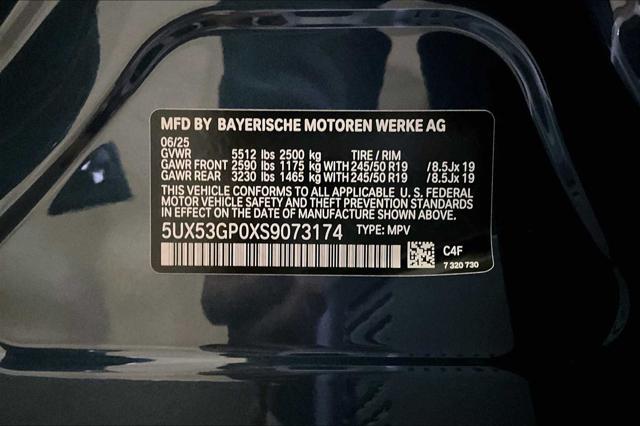 MFD BY BAYERISCHE MOTOREN WERKE AG
06/25
GVWR 5512 lbs 2500 kg TIRE / RIM
GAWR FRONT 2590 lbs 1175 kg WITH 245/50 R19 /8.5Jx 19
GAWR REAR 3230 lbs 1465 kg WITH 245/50 R19 /8.5Jx 19
THIS VEHICLE CONFORMS TO ALL APPLICABLE U. S. FEDERAL
MOTOR VEHICLE SAFETY AND THEFT PREVENTION STANDARDS
IN EFFECT ON THE DATE OF MANUFACTURE SHOWN ABOVE.
5UX53GP0XS9073174 TYPE: MPV
C4F
7 320 730